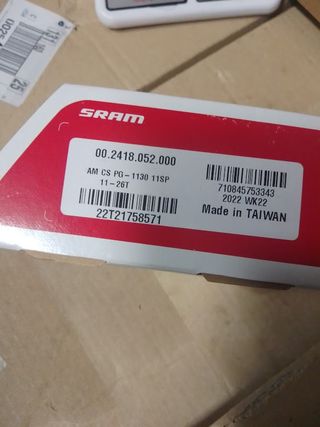 SRAM
00.2418.052.000
AM CS PG-1130 11SP
11-26T
22T21758571
710845753343
2022 WK22
Made in TAIWAN